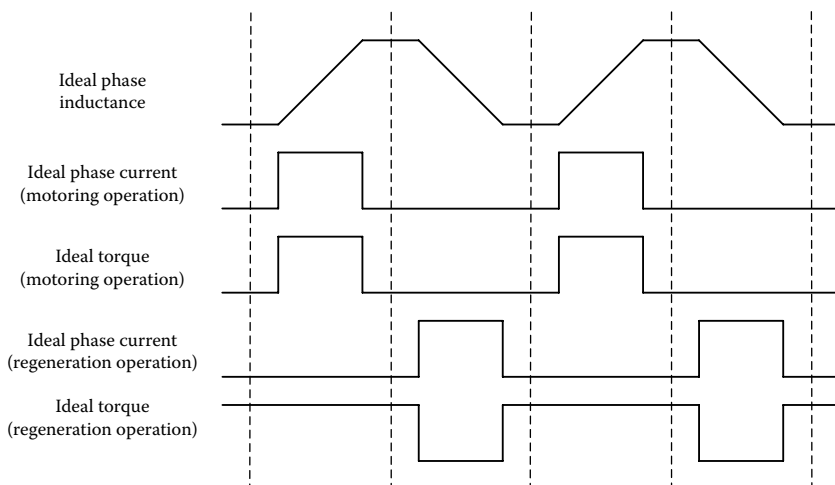 Ideal phase
inductance
Ideal phase current
(motoring operation)
Ideal torque
(motoring operation)
Ideal phase current
(regeneration operation)
Ideal torque
(regeneration operation)